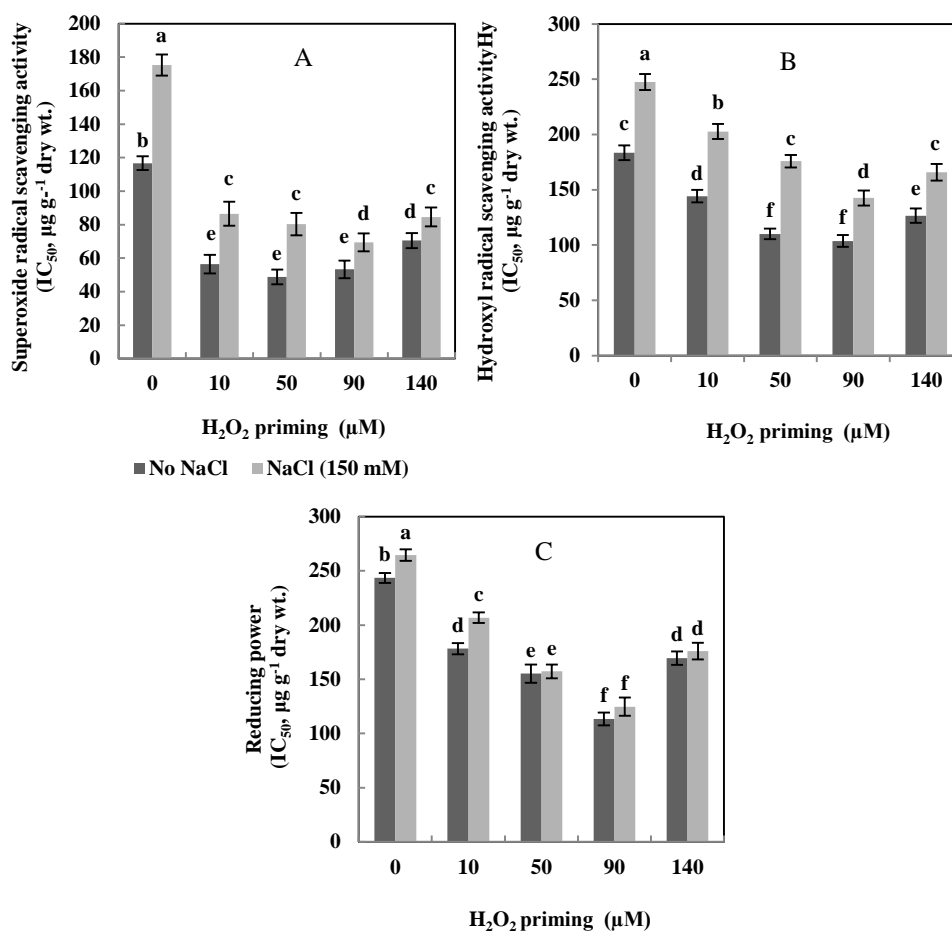 Superoxide radical scavenging activity
(IC50, µg g-¹ dry wt.)
200
180
160
140
120
100
80
60
40
20
0
A
b
a
e
c
e
c
e
d
d
c
0 10 50 90 140
H2O2 priming (µM)
No NaCl NaCl (150 mM)
Hydroxyl radical scavenging activityHy
(IC50, µg g-1 dry wt.)
300
250
200
150
100
50
0
B
c
a
d
b
f
c
f
d
e
c
0 10 50 90 140
H2O2 priming (µM)
Reducing power
(IC50, µg g-1 dry wt.)
300
250
200
150
100
50
0
C
b
a
d
c
e
e
f
f
d
d
0 10 50 90 140
H2O2 priming (µM)